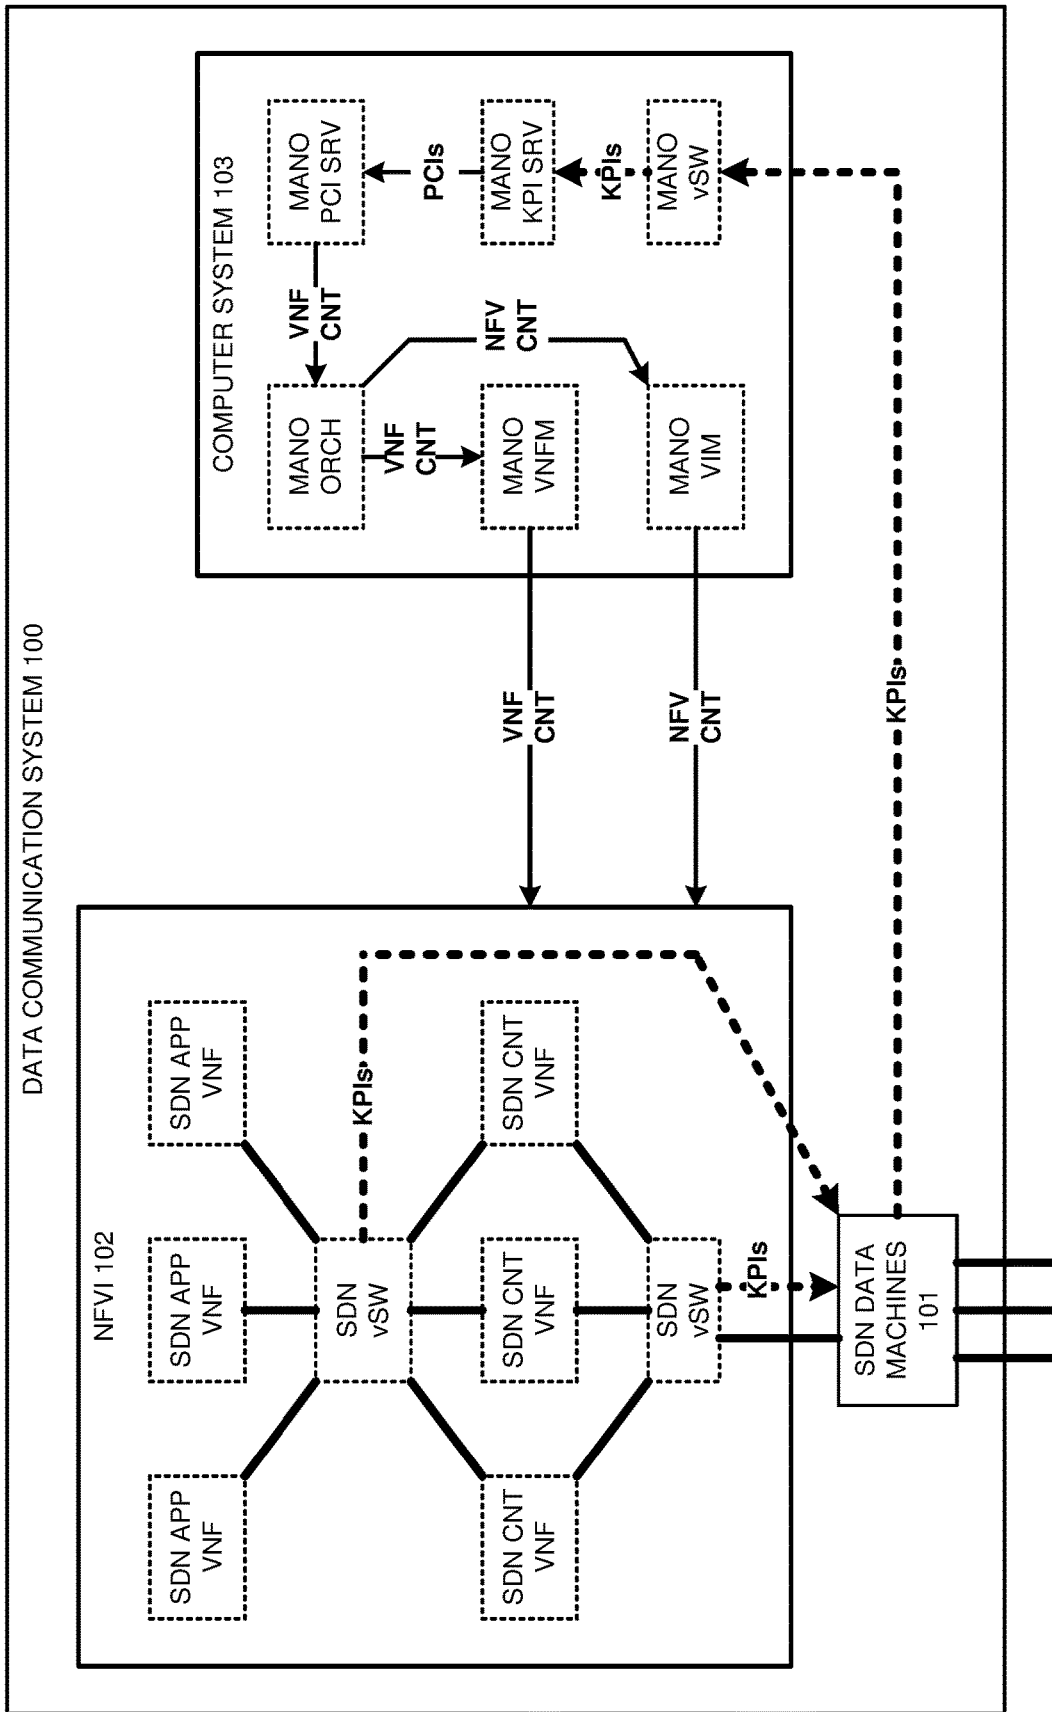 DATA COMMUNICATION SYSTEM 100
NFVI 102
SDN APP
VNF
SDN APP
VNF
SDN APP
VNF
SDN
vSW
KPIs
SDN CNT
VNF
SDN CNT
VNF
SDN CNT
VNF
SDN
vSW
KPIs
SDN DATA
MACHINES
101
KPIs
VNF
CNT
NFV
CNT
COMPUTER SYSTEM 103
MANO
ORCH
VNF
CNT
MANO
PCI SRV
VNF
CNT
NFV
CNT
PCIs
MANO
VNFM
MANO
KPI SRV
KPIs
MANO
VIM
MANO
vSW